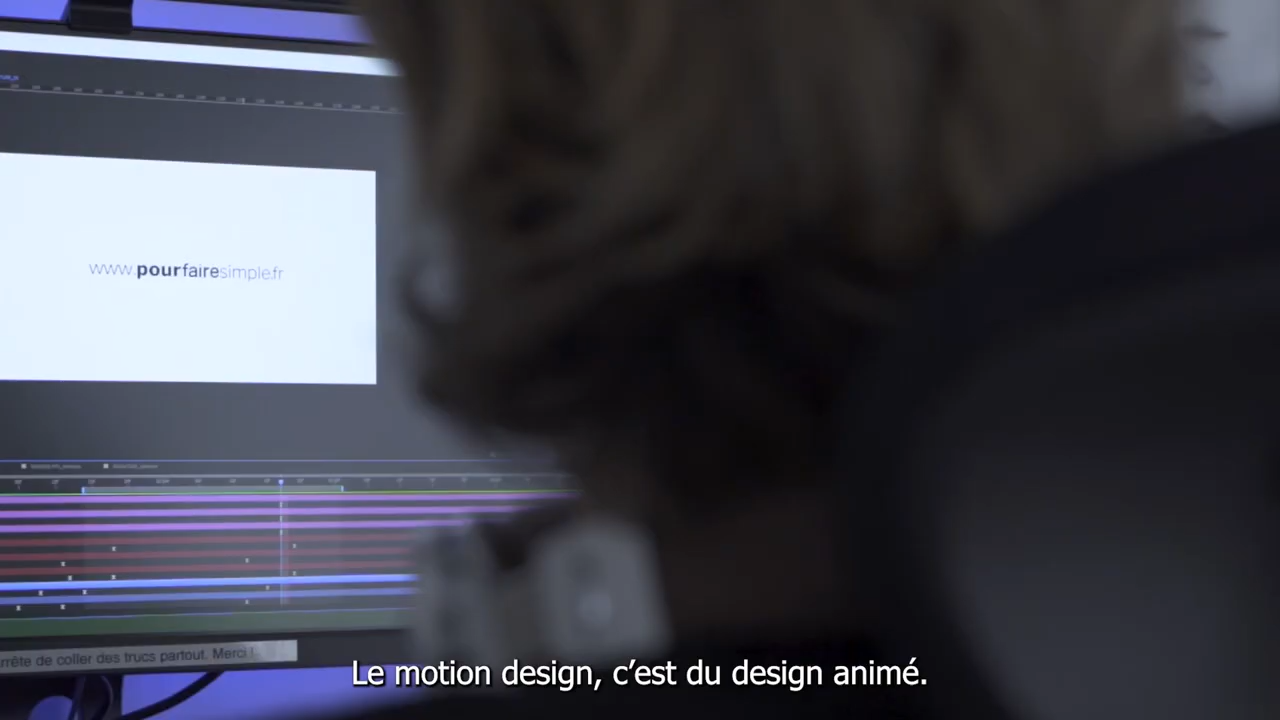 www.pourfairesimple.fr
rrête de coller des trucs partout. Merci !
Le motion design, c’est du design animé.